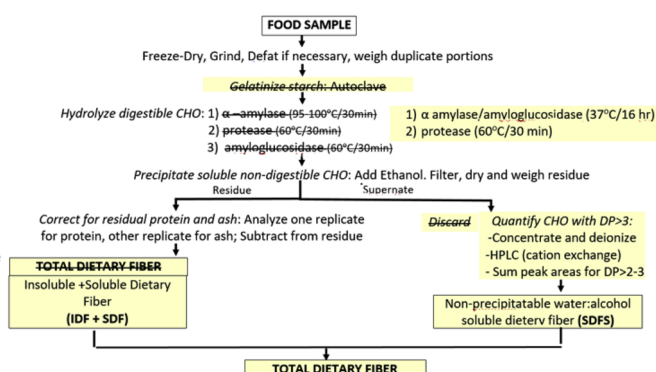 FOOD SAMPLE
Freeze-Dry, Grind, Defat if necessary, weigh duplicate portions
Gelatinize starch: Autoclave
Hydrolyze digestible CHO: 1) α –amylase (95-100°C/30min)
2) protease (60°C/30min)
3) amyloglucosidase (60°C/30min)
1) α amylase/amyloglucosidase (37°C/16 hr)
2) protease (60°C/30 min)
Precipitate soluble non-digestible CHO: Add Ethanol. Filter, dry and weigh residue
Residue
Supernate
Correct for residual protein and ash: Analyze one replicate
for protein, other replicate for ash; Subtract from residue
Discard
Quantify CHO with DP>3:
-Concentrate and deionize
-HPLC (cation exchange)
- Sum peak areas for DP>2-3
TOTAL DIETARY FIBER
Insoluble +Soluble Dietary
Fiber
(IDF + SDF)
Non-precipitatable water:alcohol
soluble dieterv fiber (SDFS)
TOTAL DIETARY FIBER